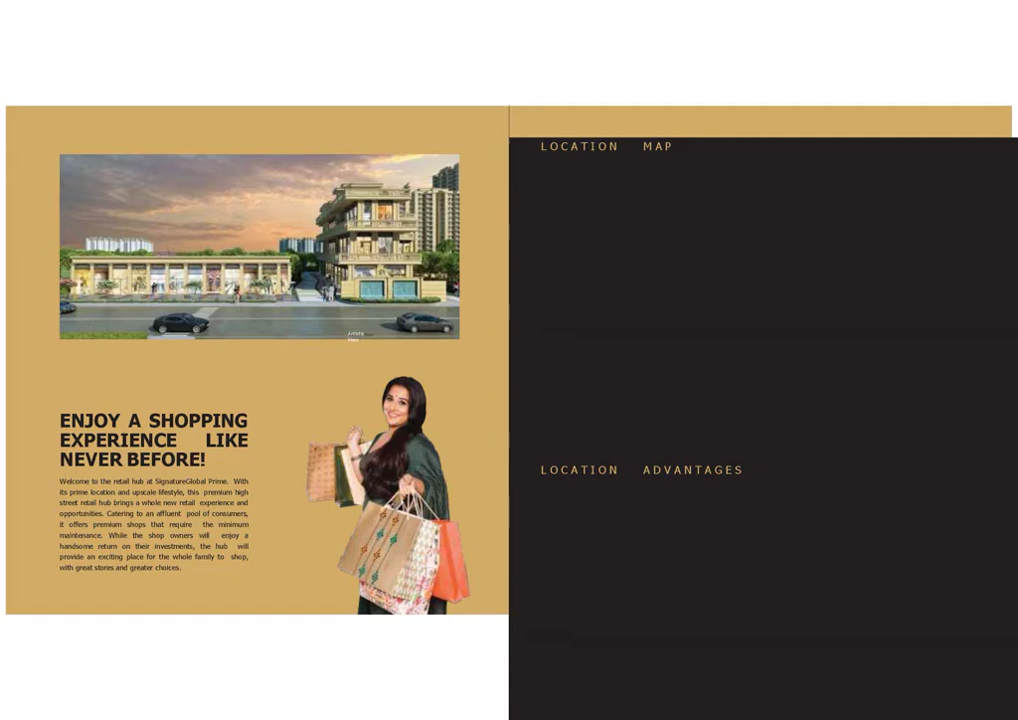 ENJOY A SHOPPING
EXPERIENCE LIKE
NEVER BEFORE!
Welcome to the retail hub at SignatureGlobal Prime. With
its prime location and upscale lifestyle, this premium high
street retail hub brings a whole new retail experience and
opportunities. Catering to an affluent pool of consumers,
it offers premium shops that require the minimum
maintenance. While the shop owners will enjoy a
handsome return on their investments, the hub will
provide an exciting place for the whole family to shop,
with great stores and greater choices.
LOCATION MAP
LOCATION ADVANTAGES